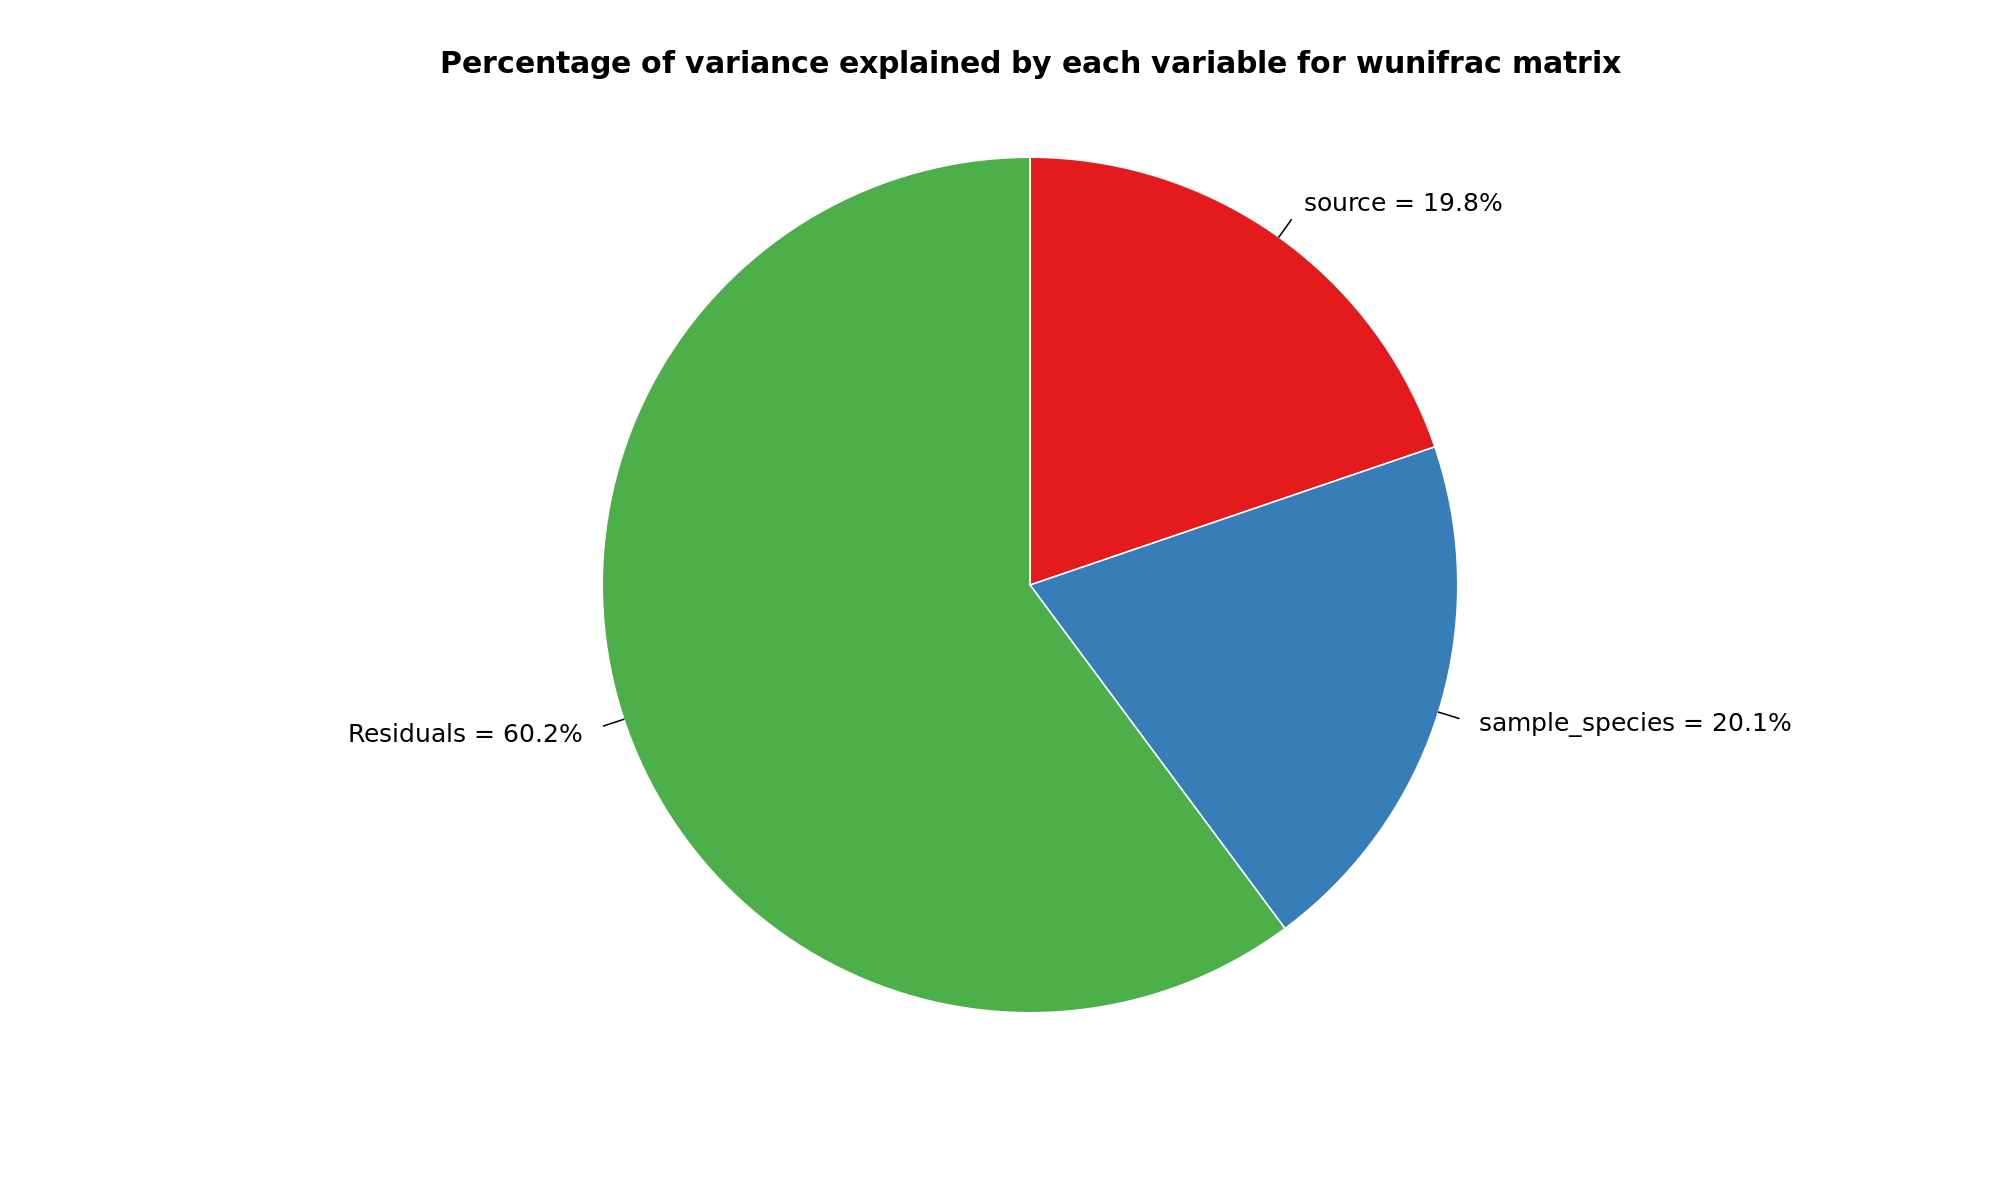 Percentage of variance explained by each variable for wunifrac matrix
source = 19.8%
sample_species = 20.1%
Residuals = 60.2%